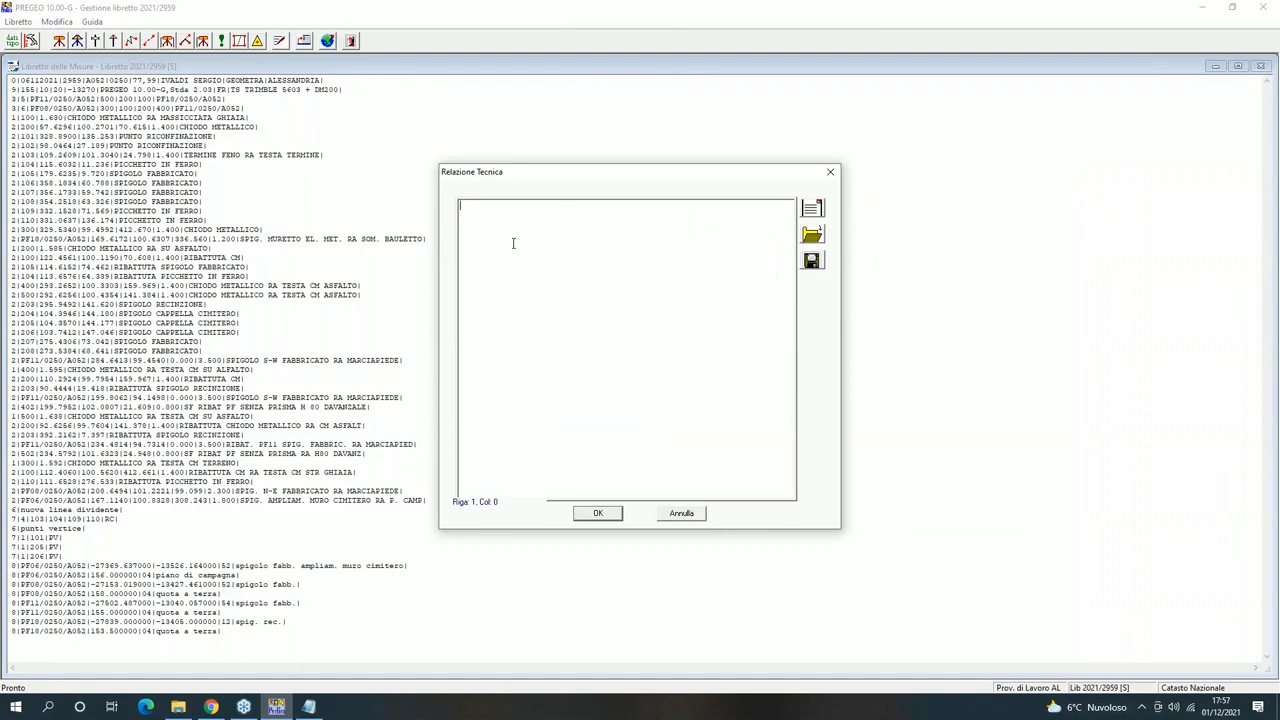 PREGEO 10.00-G - Gestione libretto 2021/2959
Libretto Modifica Guida
dati tipo
Libretto delle Misure - Libretto 2021/2959 [S]
0|06112021|2959|A052|0250|77,99|IVALDI SERGIO|GEOMETRA|ALESSANDRIA|
9|155|10|20|-13270|PREGEO 10.00-G,Stda 2.03|FR|TS TRIMBLE 5603 + DM200|
3|5|PF11/0250/A052|500|200|100|PF18/0250/A052|
3|6|PF08/0250/A052|300|100|200|400|PF11/0250/A052|
1|100|1.630|CHIODO METALLICO RA MASSICCIATA GHIAIA|
2|200|57.6296|100.2701|70.615|1.400|CHIODO METALLICO|
2|101|328.8900|135.253|PUNTO RICONFINAZIONE|
2|102|98.0464|27.189|PUNTO RICONFINAZIONE|
2|103|109.2609|101.3040|24.798|1.400|TERMINE FENO RA TESTA TERMINE|
2|104|115.6032|11.236|PICCHETTO IN FERRO|
2|105|179.6235|9.720|SPIGOLO FABBRICATO|
2|106|358.1834|60.788|SPIGOLO FABBRICATO|
2|107|356.1733|59.742|SPIGOLO FABBRICATO|
2|108|354.2518|63.326|SPIGOLO FABBRICATO|
2|109|332.1528|71.569|PICCHETTO IN FERRO|
2|110|331.0637|136.174|PICCHETTO IN FERRO|
2|300|329.5340|99.4992|412.670|1.400|CHIODO METALLICO|
2|PF18/0250/A052|169.6172|100.6307|336.560|1.200|SPIG. MURETTO EL. MET. RA SOM. BAULETTO|
1|200|1.585|CHIODO METALLICO RA SU ASFALTO|
2|100|122.4561|100.1190|70.608|1.400|RIBATTUTA CM|
2|105|114.6212|74.462|RIBATTUTA SPIGOLO FABBRICATO|
2|104|113.6576|64.339|RIBATTUTA PICCHETTO IN FERRO|
2|400|293.2652|100.3303|159.969|1.400|CHIODO METALLICO RA TESTA CM ASFALTO|
2|500|292.6256|100.4354|141.384|1.400|CHIODO METALLICO RA TESTA CM ASFALTO|
2|203|295.9492|141.620|SPIGOLO RECINZIONE|
2|204|104.3946|144.180|SPIGOLO CAPPELLA CIMITERO|
2|205|104.3570|144.177|SPIGOLO CAPPELLA CIMITERO|
2|206|103.7412|147.046|SPIGOLO CAPPELLA CIMITERO|
2|207|275.4306|73.042|SPIGOLO FABBRICATO|
2|208|273.5384|68.641|SPIGOLO FABBRICATO|
2|PF11/0250/A052|284.6413|99.4540|0.000|3.500|SPIGOLO S-W FABBRICATO RA MARCIAPIEDE|
1|400|1.595|CHIODO METALLICO RA TESTA CM SU ALFALTO|
2|200|110.2924|99.7954|159.967|1.400|RIBATTUTA CM|
2|203|90.4444|19.418|RIBATTUTA SPIGOLO RECINZIONE|
2|PF11/0250/A052|199.8062|94.1498|0.000|3.500|SPIGOLO S-W FABBRICATO RA MARCIAPIEDE|
2|402|199.7952|102.0807|21.609|0.800|SF RIBAT PF SENZA PRISMA H 80 DAVANZALE|
1|500|1.638|CHIODO METALLICO RA TESTA CM SU ASFALTO|
2|200|92.6256|99.7604|141.378|1.400|RIBATTUTA CHIODO METALLICO RA CM ASFALT|
2|203|392.2162|7.397|RIBATTUTA SPIGOLO RECINZIONE|
2|PF11/0250/A052|234.4814|94.7314|0.000|3.500|RIBAT. PF11 SPIG. FABBRIC. RA MARCIAPIED|
2|502|234.5792|101.6323|24.948|0.800|SF RIBAT PF SENZA PRISMA RA H80 DAVANZ|
1|300|1.592|CHIODO METALLICO RA TESTA CM TERRENO|
2|100|112.4060|100.5620|412.661|1.400|RIBATTUTA CM RA TESTA CM STR GHIAIA|
2|110|111.6528|276.533|RIBATTUTA PICCHETTO IN FERRO|
2|PF08/0250/A052|208.6494|101.2221|99.099|2.300|SPIG. N-E FABBRICATO RA MARCIAPIEDE|
2|PF06/0250/A052|167.1140|100.8328|308.243|1.800|SPIG. AMPLIAM. MURO CIMITERO RA P. CAMP|
6|nuova linea dividente|
7|4|103|104|109|110|RC|
6|punti vertice|
7|1|101|PV|
7|1|205|PV|
7|1|206|PV|
8|PF06/0250/A052|-27369.637000|-13526.164000|52|spigolo fabb. ampliam. muro cimitero|
8|PF06/0250/A052|156.000000|04|piano di campagna|
8|PF08/0250/A052|-27153.019000|-13427.461000|52|spigolo fabb.|
8|PF08/0250/A052|158.000000|04|quota a terra|
8|PF11/0250/A052|-27502.487000|-13040.057000|54|spigolo fabb.|
8|PF11/0250/A052|155.000000|04|quota a terra|
8|PF18/0250/A052|-27839.000000|-13405.000000|12|spig. rec.|
8|PF18/0250/A052|153.500000|04|quota a terra|
Relazione Tecnica
Riga: 1, Col: 0
OK Annulla
Pronto Prov. di Lavoro AL Lib 2021/2959 [S] Catasto Nazionale
6°C Nuvoloso 17:57
01/12/2021